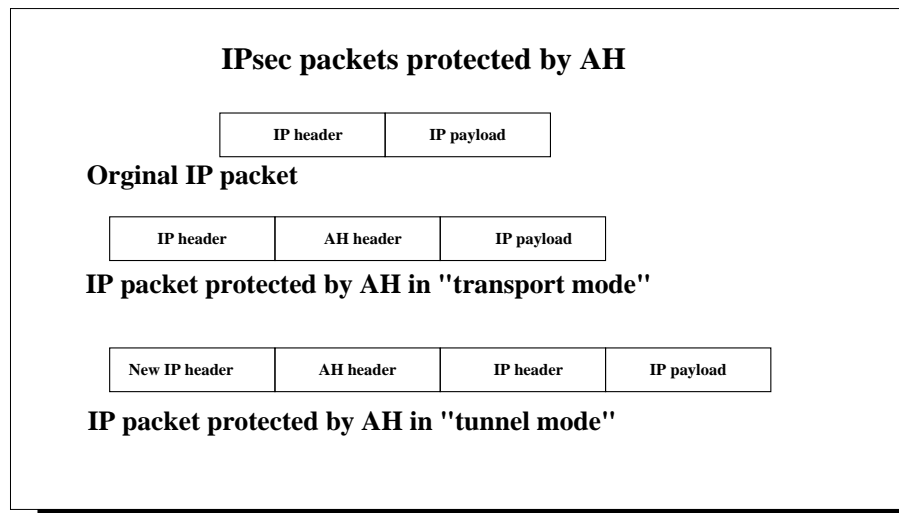 IPsec packets protected by AH
IP header IP payload
Orginal IP packet
IP header AH header IP payload
IP packet protected by AH in "transport mode"
New IP header AH header IP header IP payload
IP packet protected by AH in "tunnel mode"